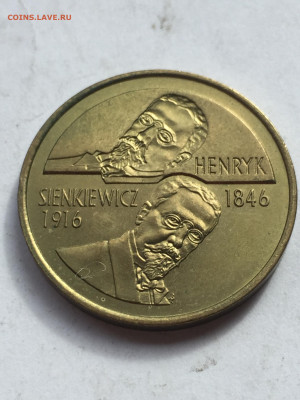 COINS.LAVE.RU
HENRYK
SIENKIEWICZ 1846
1916